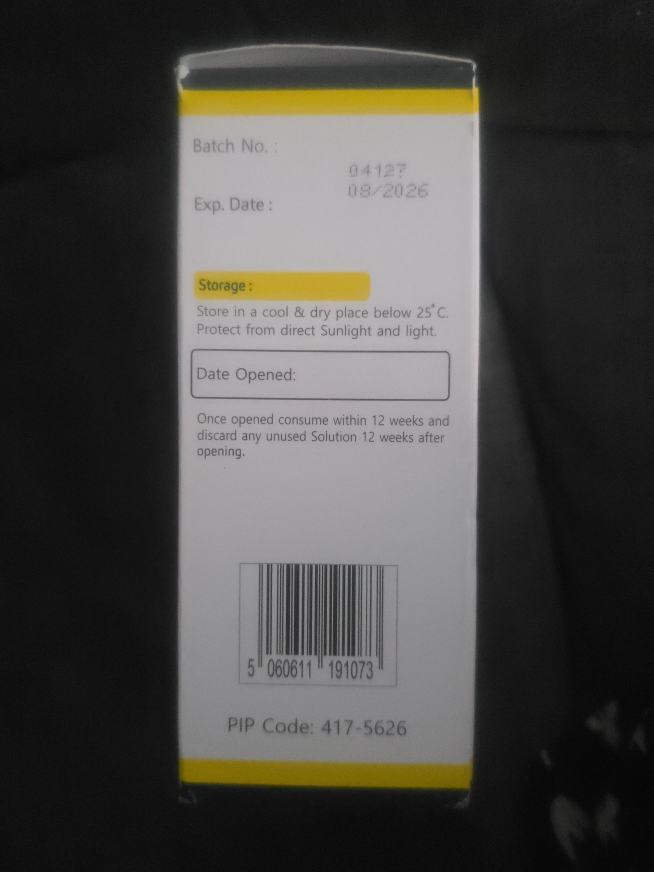 Batch No. :
04127
08/2026
Exp. Date :
Storage :
Store in a cool & dry place below 25°C.
Protect from direct Sunlight and light.
Date Opened:
Once opened consume within 12 weeks and
discard any unused Solution 12 weeks after
opening.
5 060611 191073
PIP Code: 417-5626